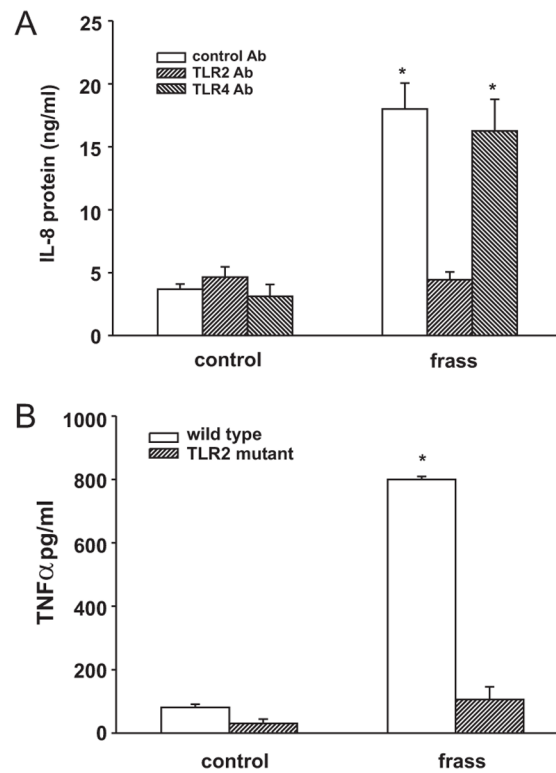 A
25
20
15
10
5
0
IL-8 protein (ng/ml)
control Ab
TLR2 Ab
TLR4 Ab
*
*
control
frass
B
1000
800
600
400
200
0
TNFα pg/ml
wild type
TLR2 mutant
*
control
frass